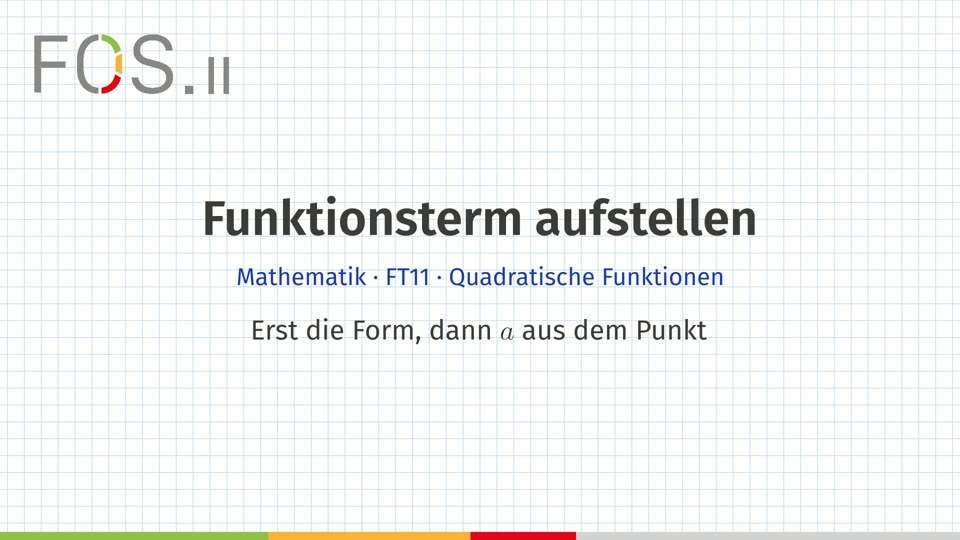 FOS.II
Funktionsterm aufstellen
Mathematik · FT11 · Quadratische Funktionen
Erst die Form, dann a aus dem Punkt